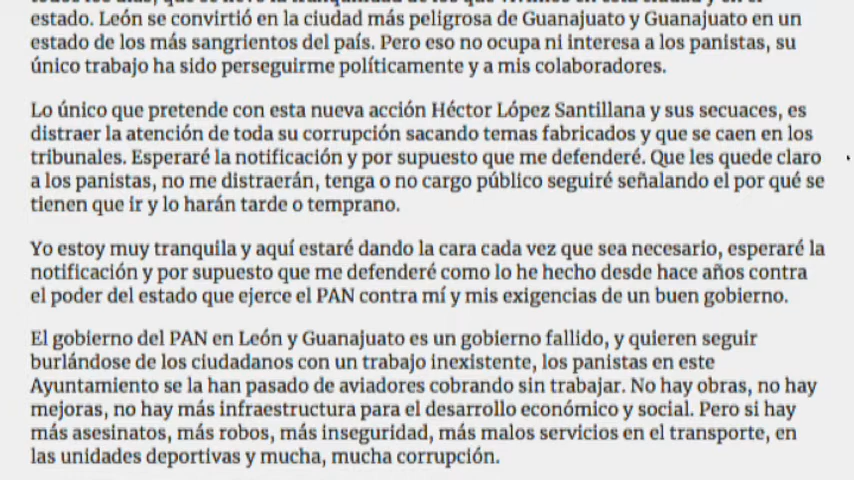 estado. León se convirtió en la ciudad más peligrosa de Guanajuato y Guanajuato en un
estado de los más sangrientos del país. Pero eso no ocupa ni interesa a los panistas, su
único trabajo ha sido perseguirme políticamente y a mis colaboradores.
Lo único que pretende con esta nueva acción Héctor López Santillana y sus secuaces, es
distraer la atención de toda su corrupción sacando temas fabricados y que se caen en los
tribunales. Esperaré la notificación y por supuesto que me defenderé. Que les quede claro
a los panistas, no me distraerán, tenga o no cargo público seguiré señalando el por qué se
tienen que ir y lo harán tarde o temprano.
Yo estoy muy tranquila y aquí estaré dando la cara cada vez que sea necesario, esperaré la
notificación y por supuesto que me defenderé como lo he hecho desde hace años contra
el poder del estado que ejerce el PAN contra mí y mis exigencias de un buen gobierno.
El gobierno del PAN en León y Guanajuato es un gobierno fallido, y quieren seguir
burlándose de los ciudadanos con un trabajo inexistente, los panistas en este
Ayuntamiento se la han pasado de aviadores cobrando sin trabajar. No hay obras, no hay
mejoras, no hay más infraestructura para el desarrollo económico y social. Pero si hay
más asesinatos, más robos, más inseguridad, más malos servicios en el transporte, en
las unidades deportivas y mucha, mucha corrupción.